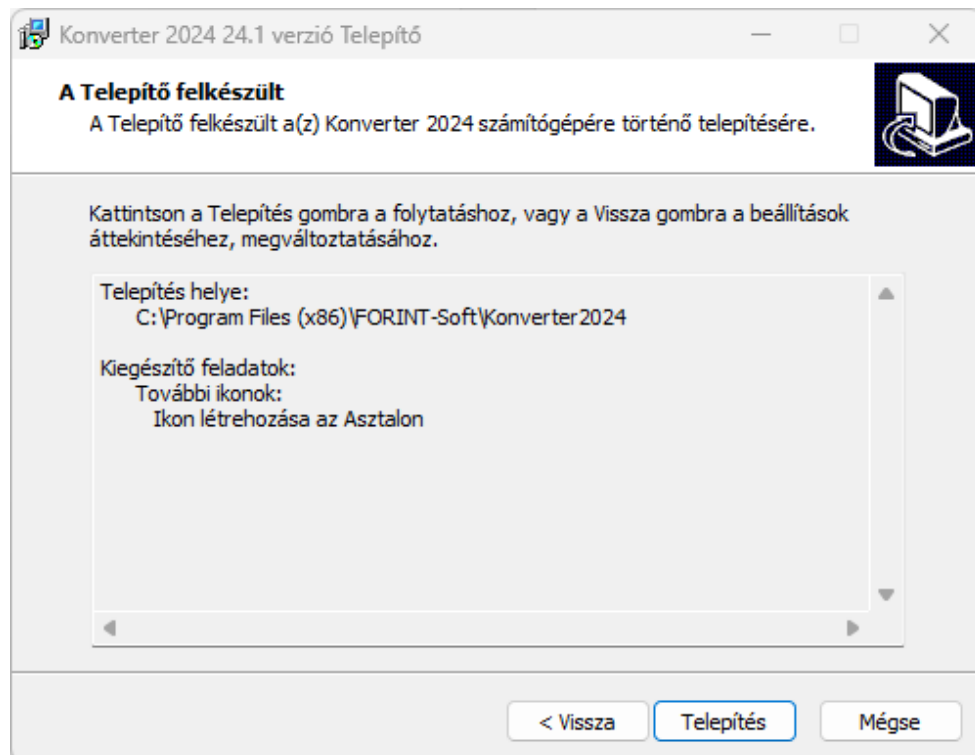 Konverter 2024 24.1 verzió Telepítő
A Telepítő felkészült
A Telepítő felkészült a(z) Konverter 2024 számítógépére történő telepítésére.
Kattintson a Telepítés gombra a folytatáshoz, vagy a Vissza gombra a beállítások
áttekintéséhez, megváltoztatásához.
Telepítés helye:
C:\Program Files (x86)\FORINT-Soft\Konverter2024
Kiegészítő feladatok:
További ikonok:
Ikon létrehozása az Asztalon
< Vissza
Telepítés
Mégse